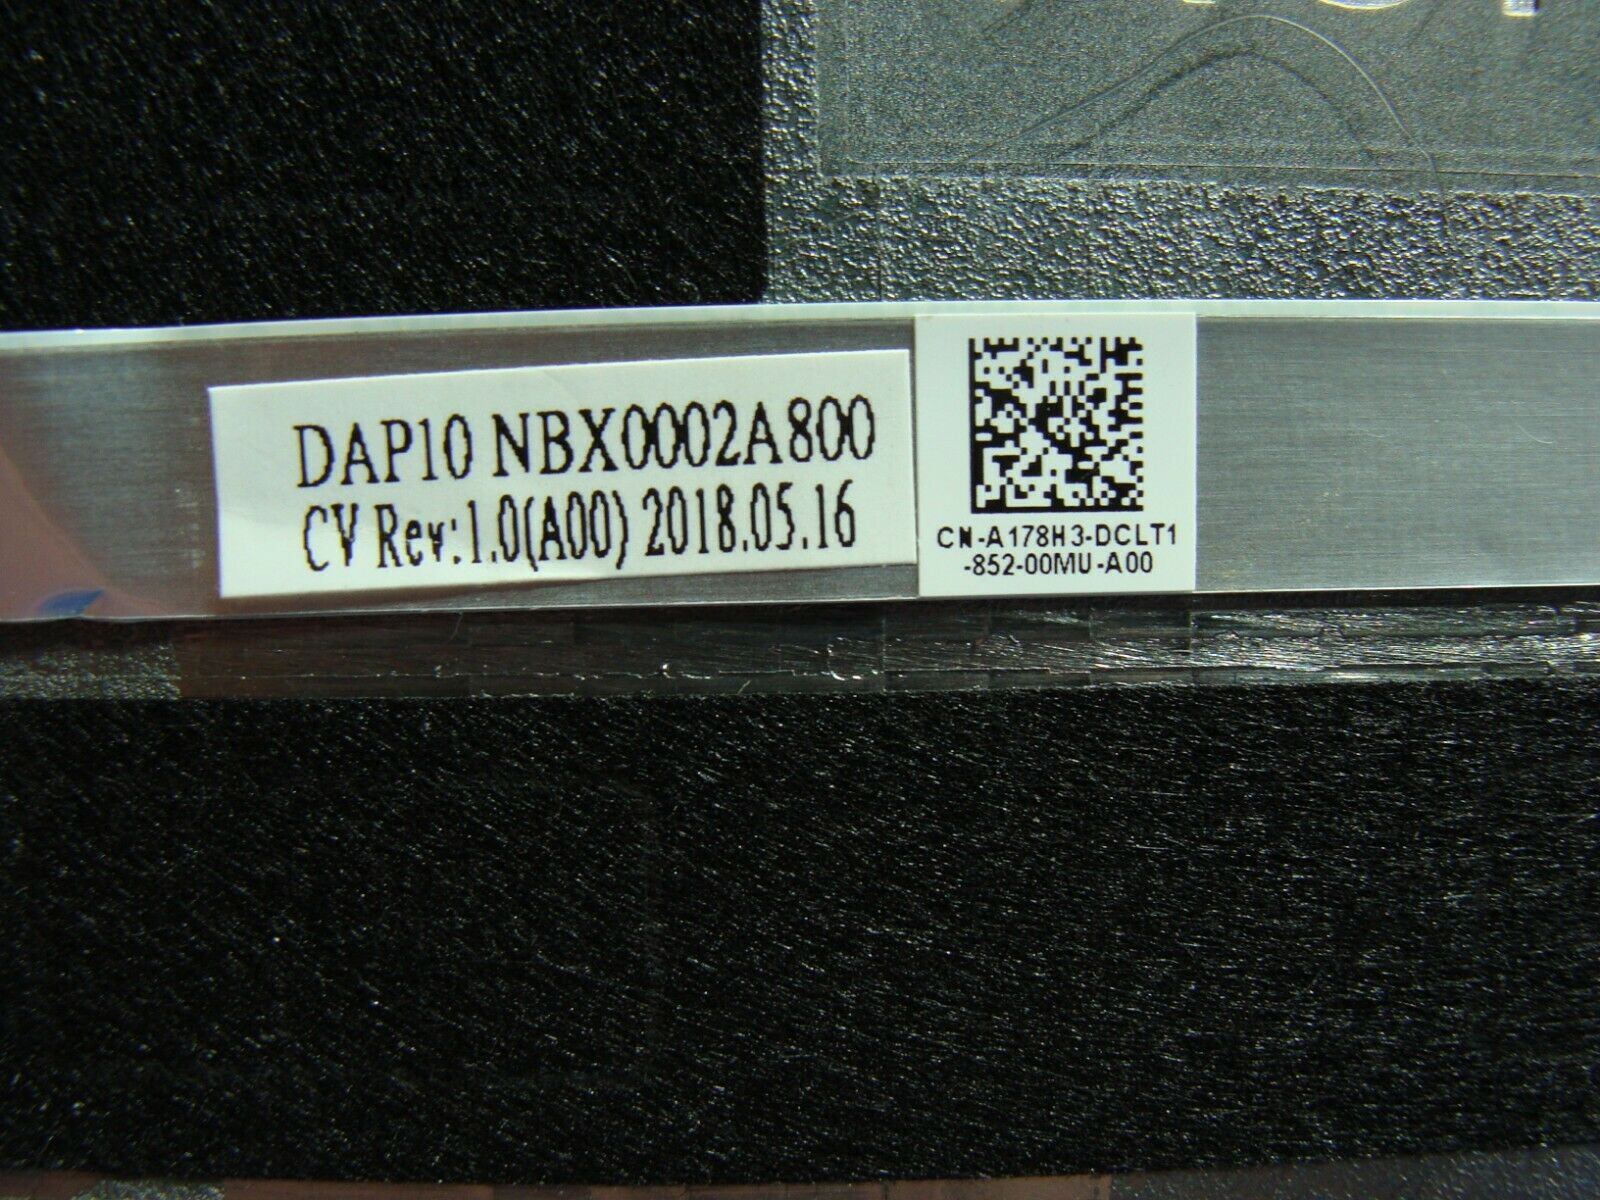 DAP10 NBX0002A800
CV Rev:1.0(A00) 2018.05.16
CN-A178H3-DCLT1
-852-00MU-A00